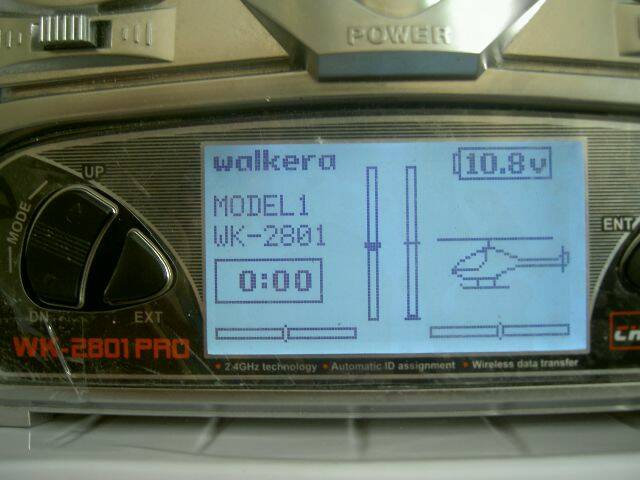 POWER
UP
MODE
DN
EXT
WK-2801 PRO
walkera
10.8v
MODEL1
WK-2801
0:00
ENT
• 2.4GHz technology • Automatic ID assignment • Wireless data transfer